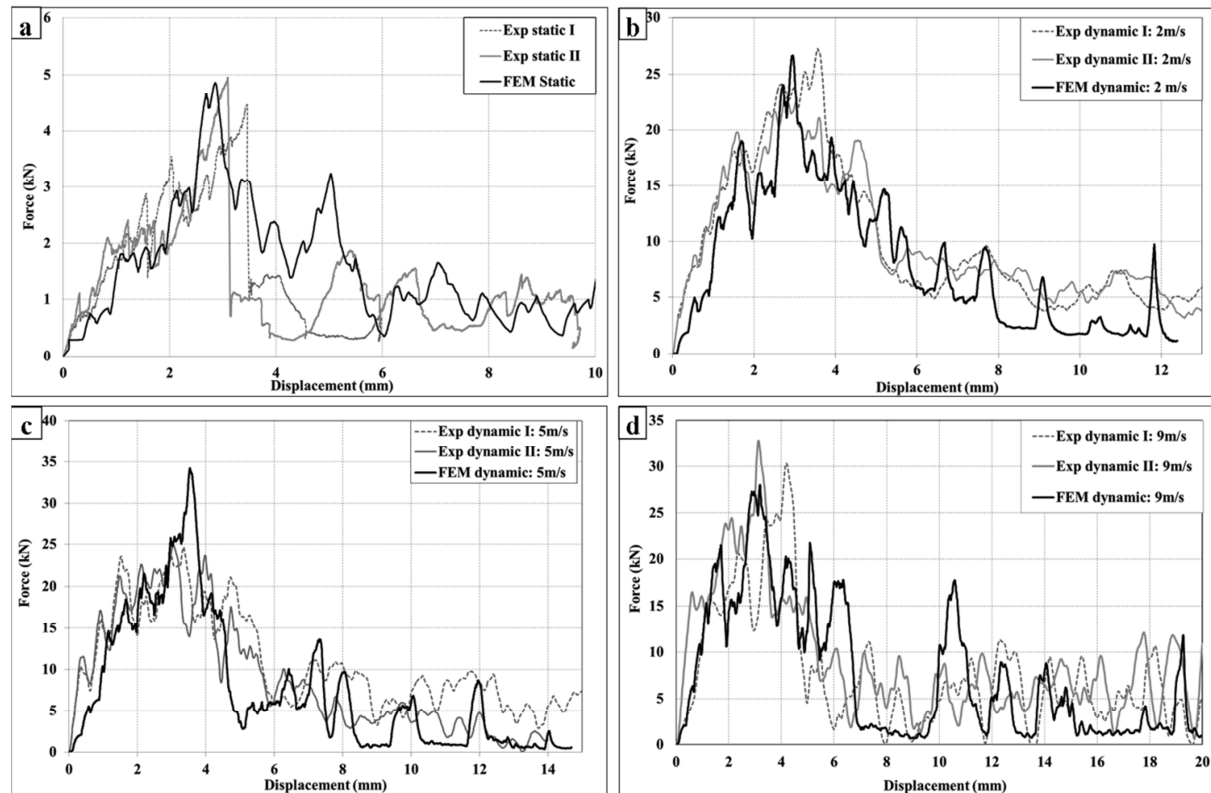 a
Exp static I
Exp static II
FEM Static
Force (kN)
6
5
4
3
2
1
0
0 2 4 6 8 10
Displacement (mm)
b
Exp dynamic I: 2m/s
Exp dynamic II: 2m/s
FEM dynamic: 2 m/s
Force (kN)
30
25
20
15
10
5
0
0 2 4 6 8 10 12
Displacement (mm)
c
Exp dynamic I: 5m/s
Exp dynamic II: 5m/s
FEM dynamic: 5m/s
Force (kN)
40
35
30
25
20
15
10
5
0
0 2 4 6 8 10 12 14
Displacement (mm)
d
Exp dynamic I: 9m/s
Exp dynamic II: 9m/s
FEM dynamic: 9m/s
Force (kN)
35
30
25
20
15
10
5
0
0 2 4 6 8 10 12 14 16 18 20
Displacement (mm)